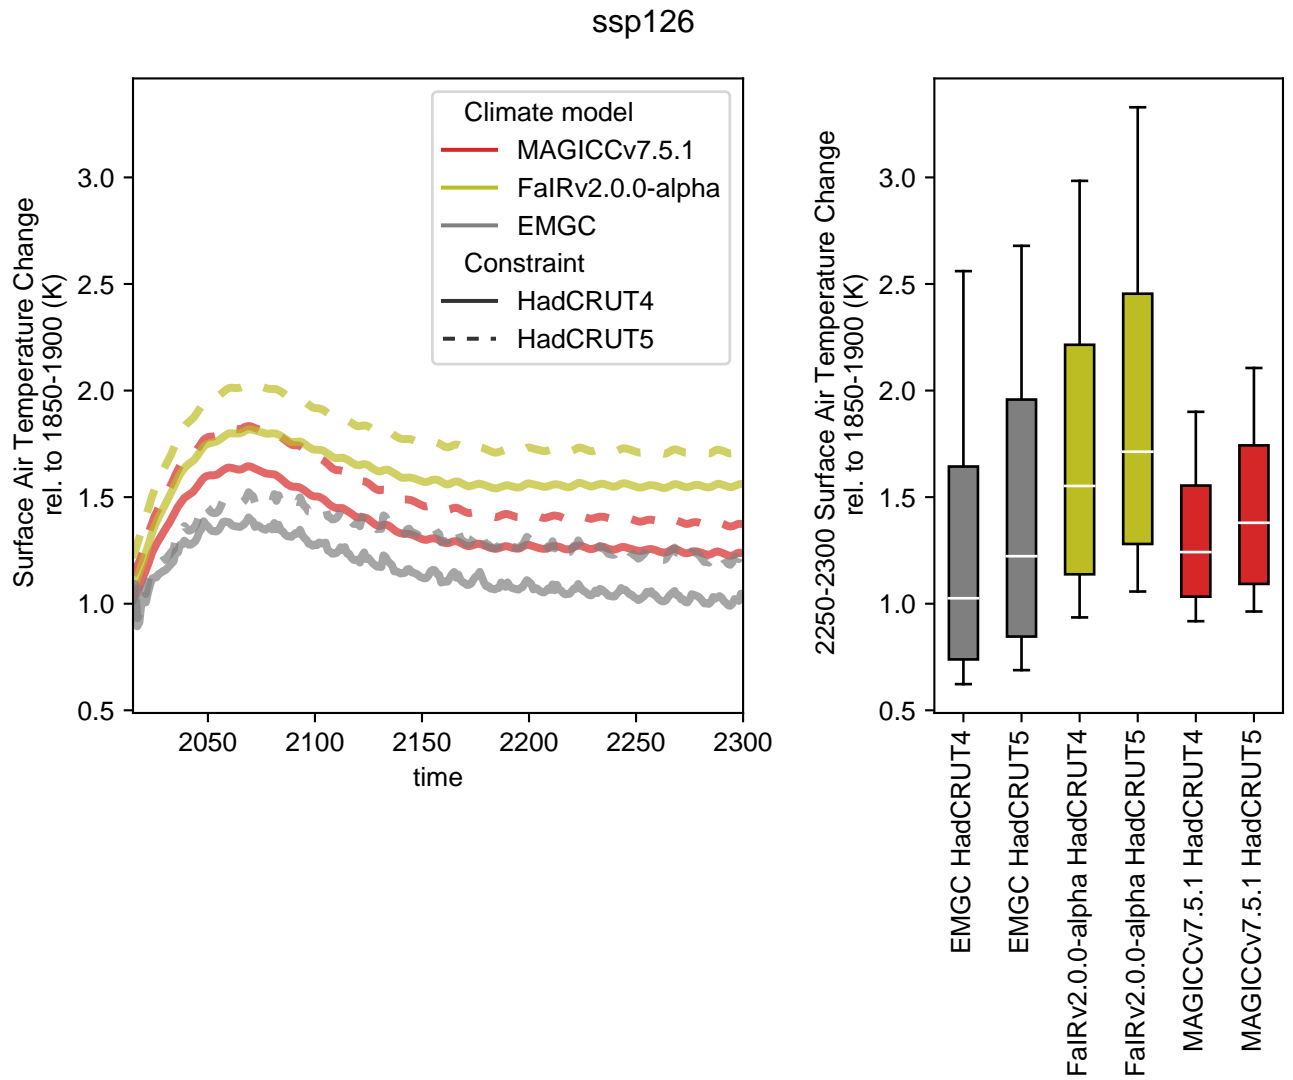 ssp126
Surface Air Temperature Change
rel. to 1850-1900 (K)
3.0
2.5
2.0
1.5
1.0
0.5
2050
2100
2150
2200
2250
2300
time
Climate model
MAGICCv7.5.1
FaIRv2.0.0-alpha
EMGC
Constraint
HadCRUT4
HadCRUT5
2250-2300 Surface Air Temperature Change
rel. to 1850-1900 (K)
3.0
2.5
2.0
1.5
1.0
0.5
EMGC HadCRUT4
EMGC HadCRUT5
FaIRv2.0.0-alpha HadCRUT4
FaIRv2.0.0-alpha HadCRUT5
MAGICCv7.5.1 HadCRUT4
MAGICCv7.5.1 HadCRUT5